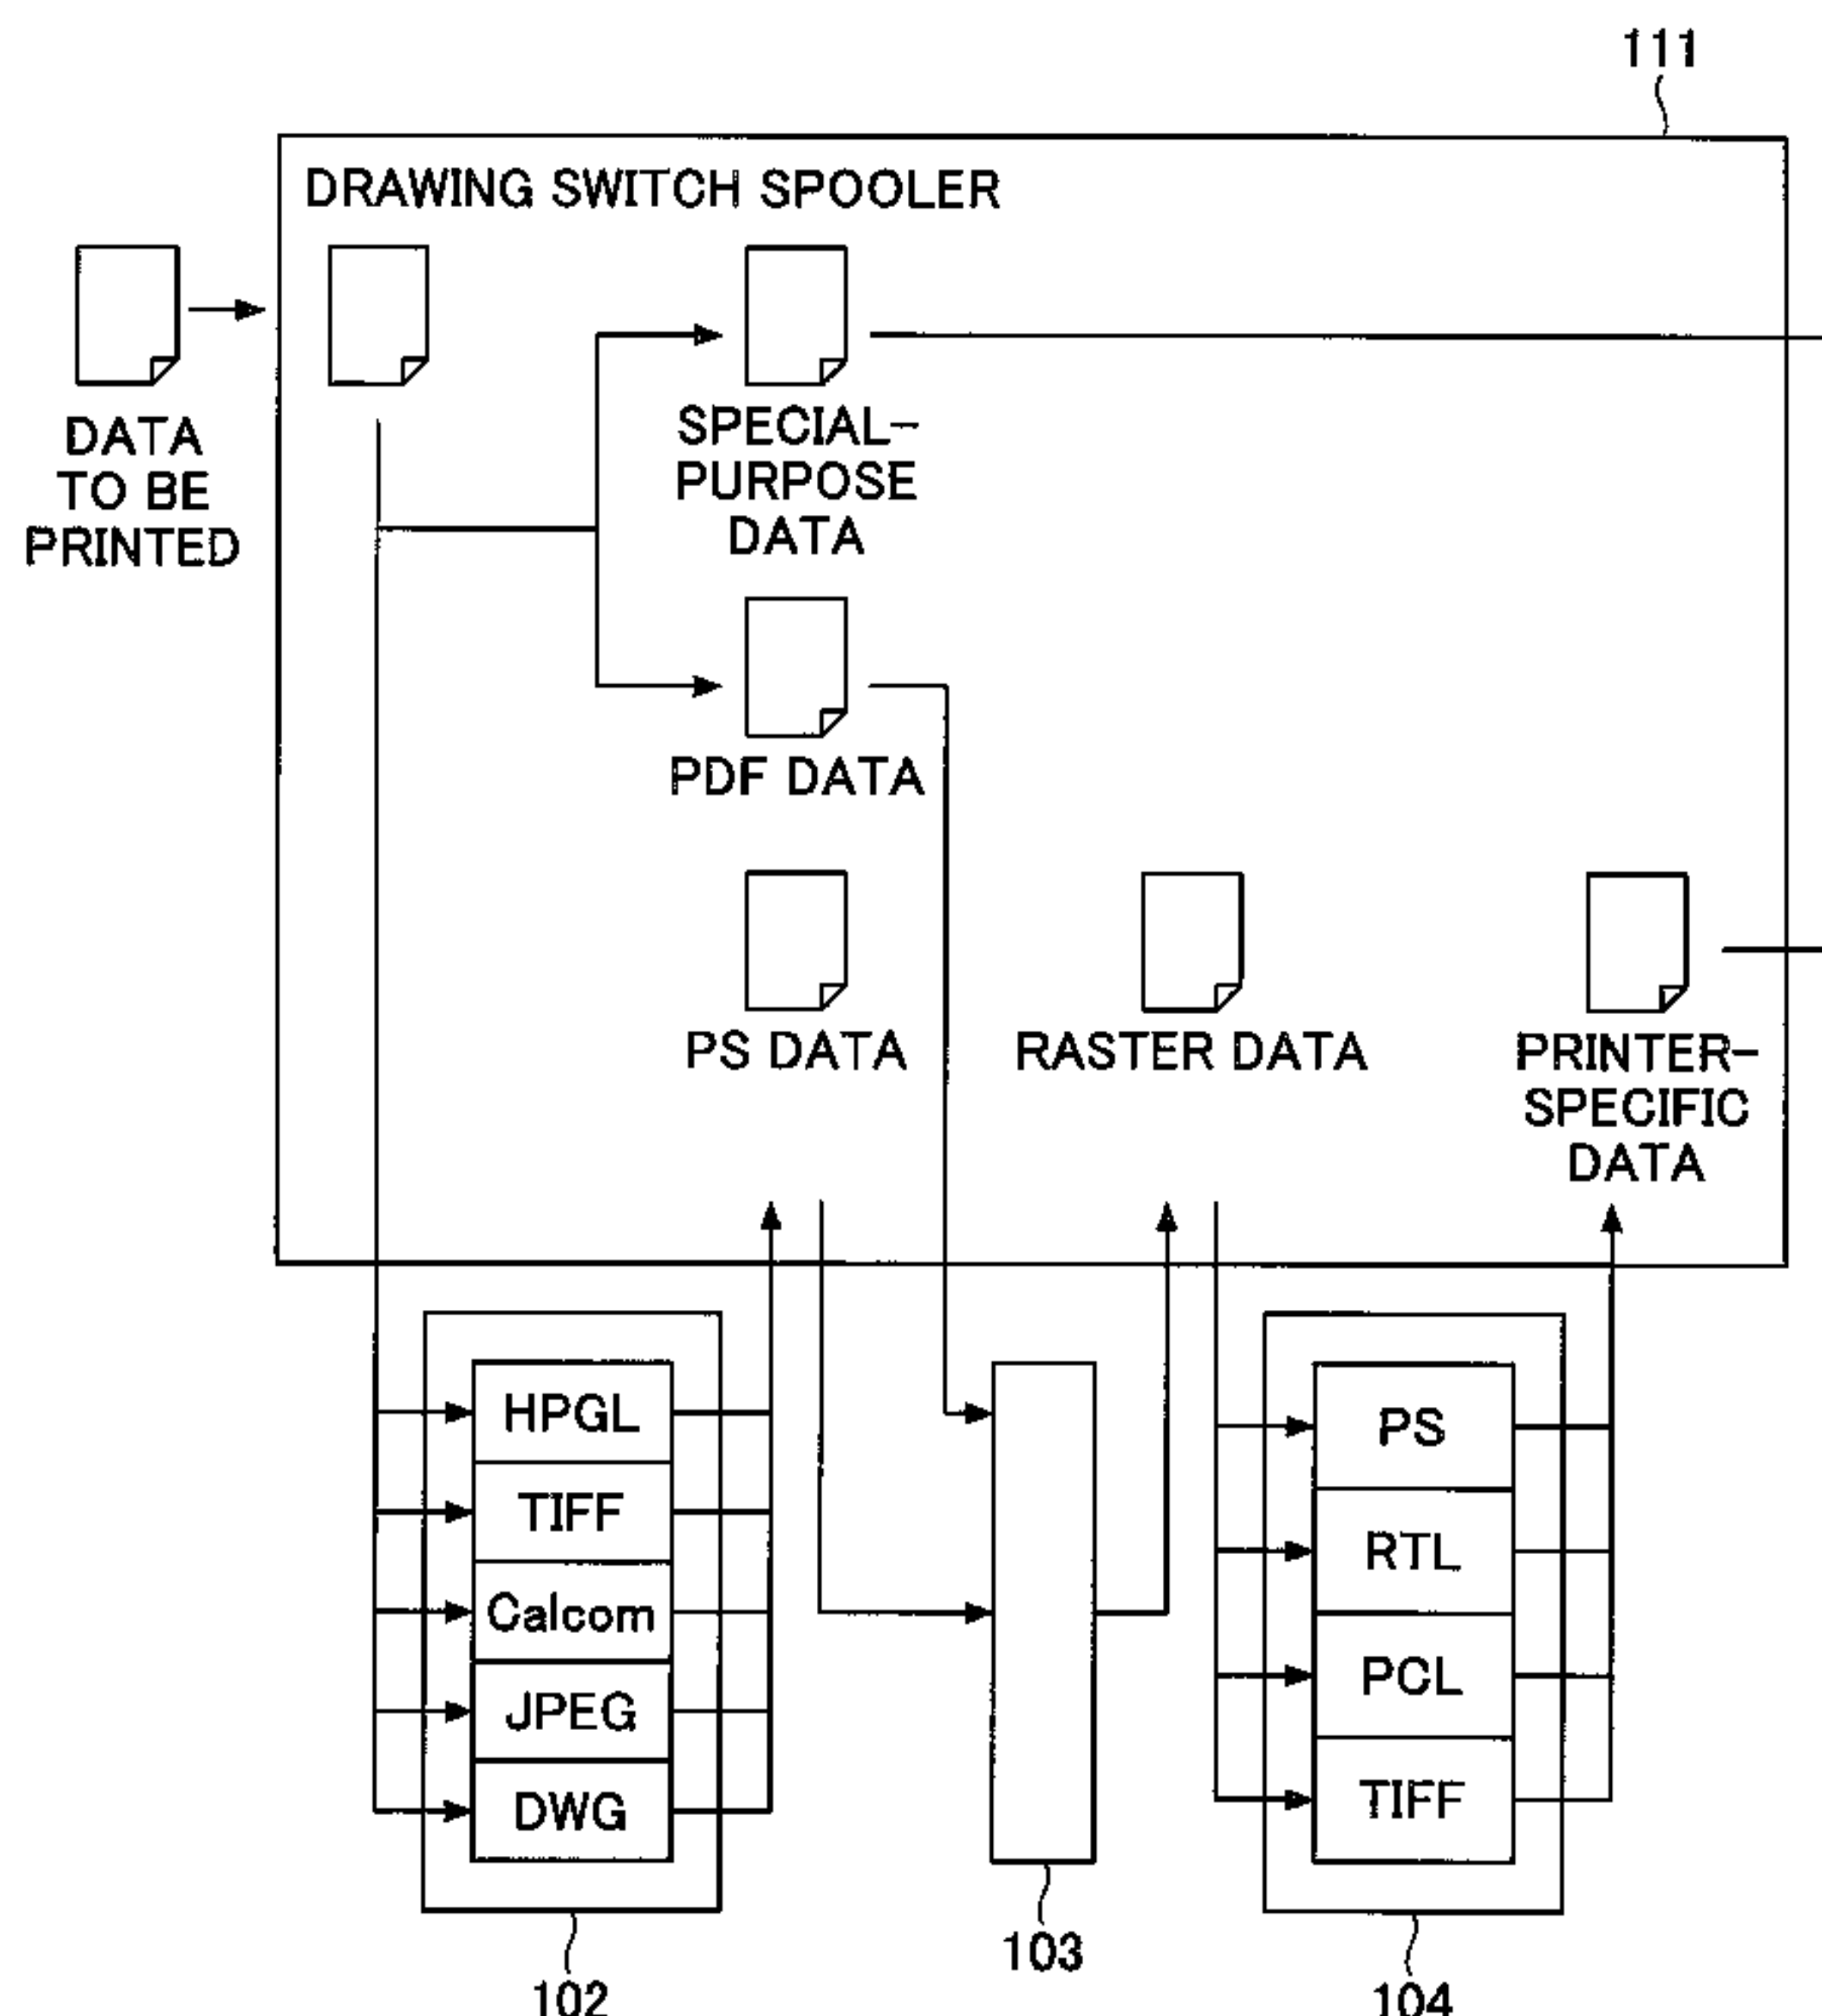 111
DRAWING SWITCH SPOOLER
DATA
TO BE
PRINTED
SPECIAL-
PURPOSE
DATA
PDF DATA
PS DATA
RASTER DATA
PRINTER-
SPECIFIC
DATA
HPGL
TIFF
Calcom
JPEG
DWG
PS
RTL
PCL
TIFF
102
103
104